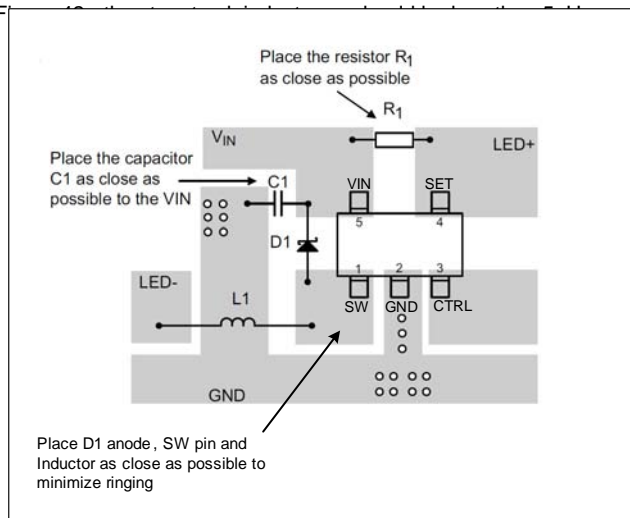 Place the resistor R1
as close as possible
R1
VIN
LED+
Place the capacitor
C1 as close as
possible to the VIN
C1
VIN
SET
5
4
D1
1
2
3
LED-
L1
SW
GND
CTRL
GND
Place D1 anode, SW pin and
Inductor as close as possible to
minimize ringing